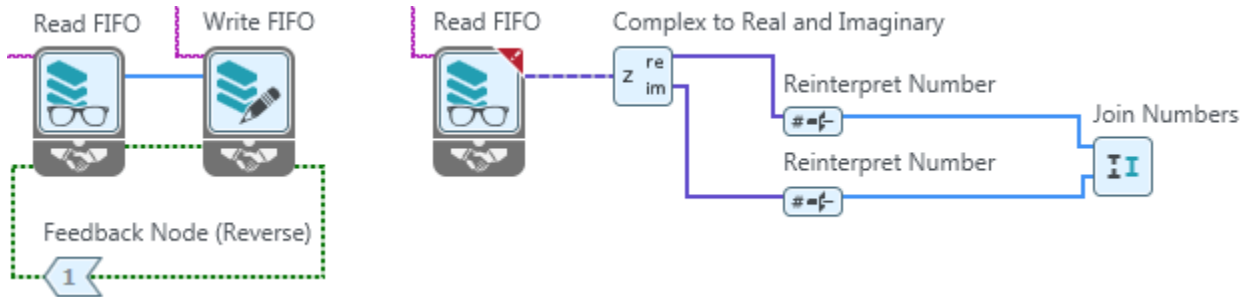 Read FIFO
Write FIFO
Read FIFO
Complex to Real and Imaginary
z
re
im
Reinterpret Number
#
Join Numbers
Reinterpret Number
#
Feedback Node (Reverse)
1